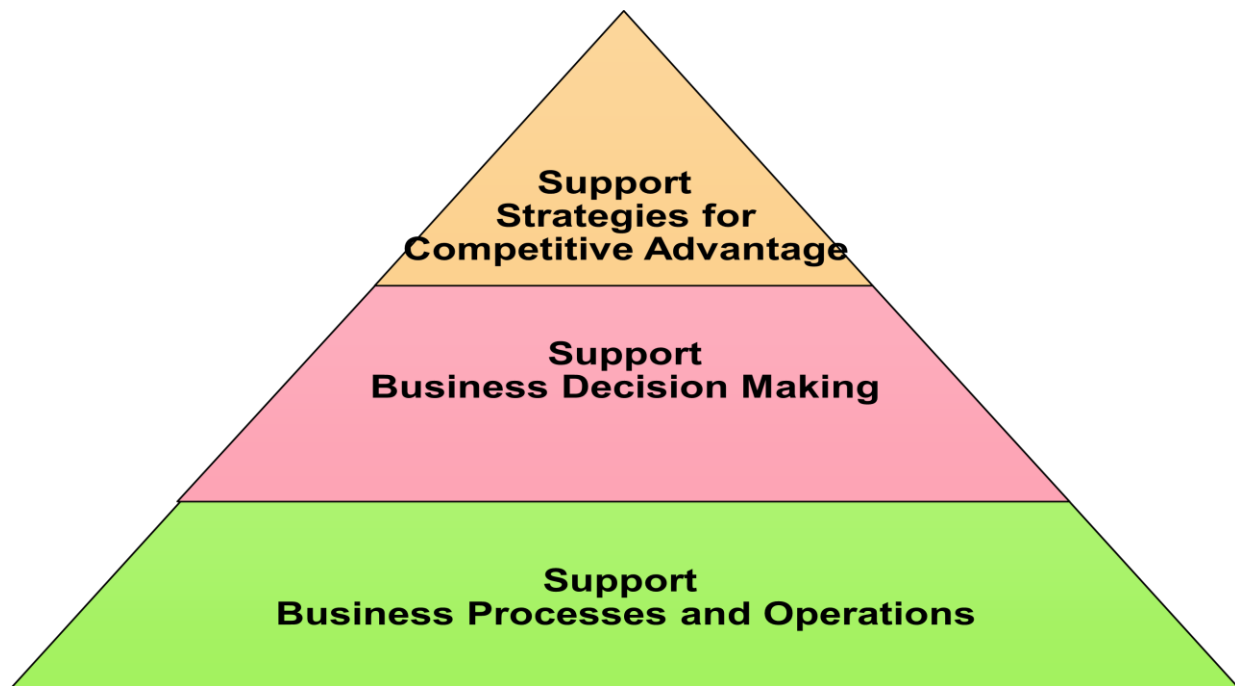 Support
Strategies for
Competitive Advantage
Support
Business Decision Making
Support
Business Processes and Operations